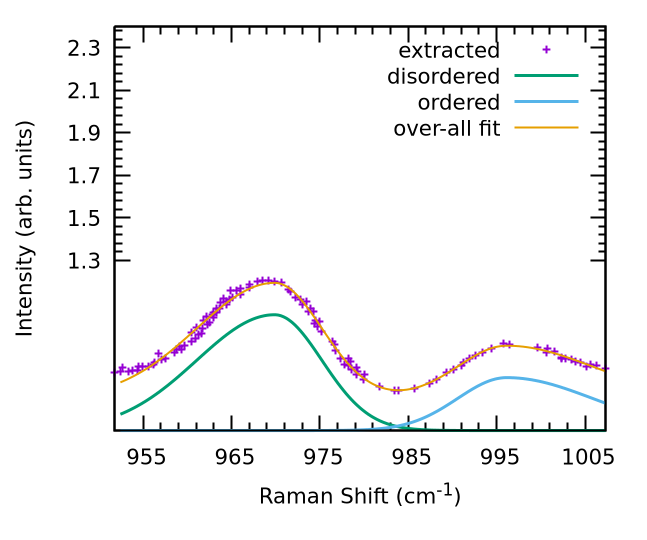 extracted
disordered
ordered
over-all fit
2.3
2.1
1.9
1.7
1.5
1.3
Intensity (arb. units)
955 965 975 985 995 1005
Raman Shift (cm-1)